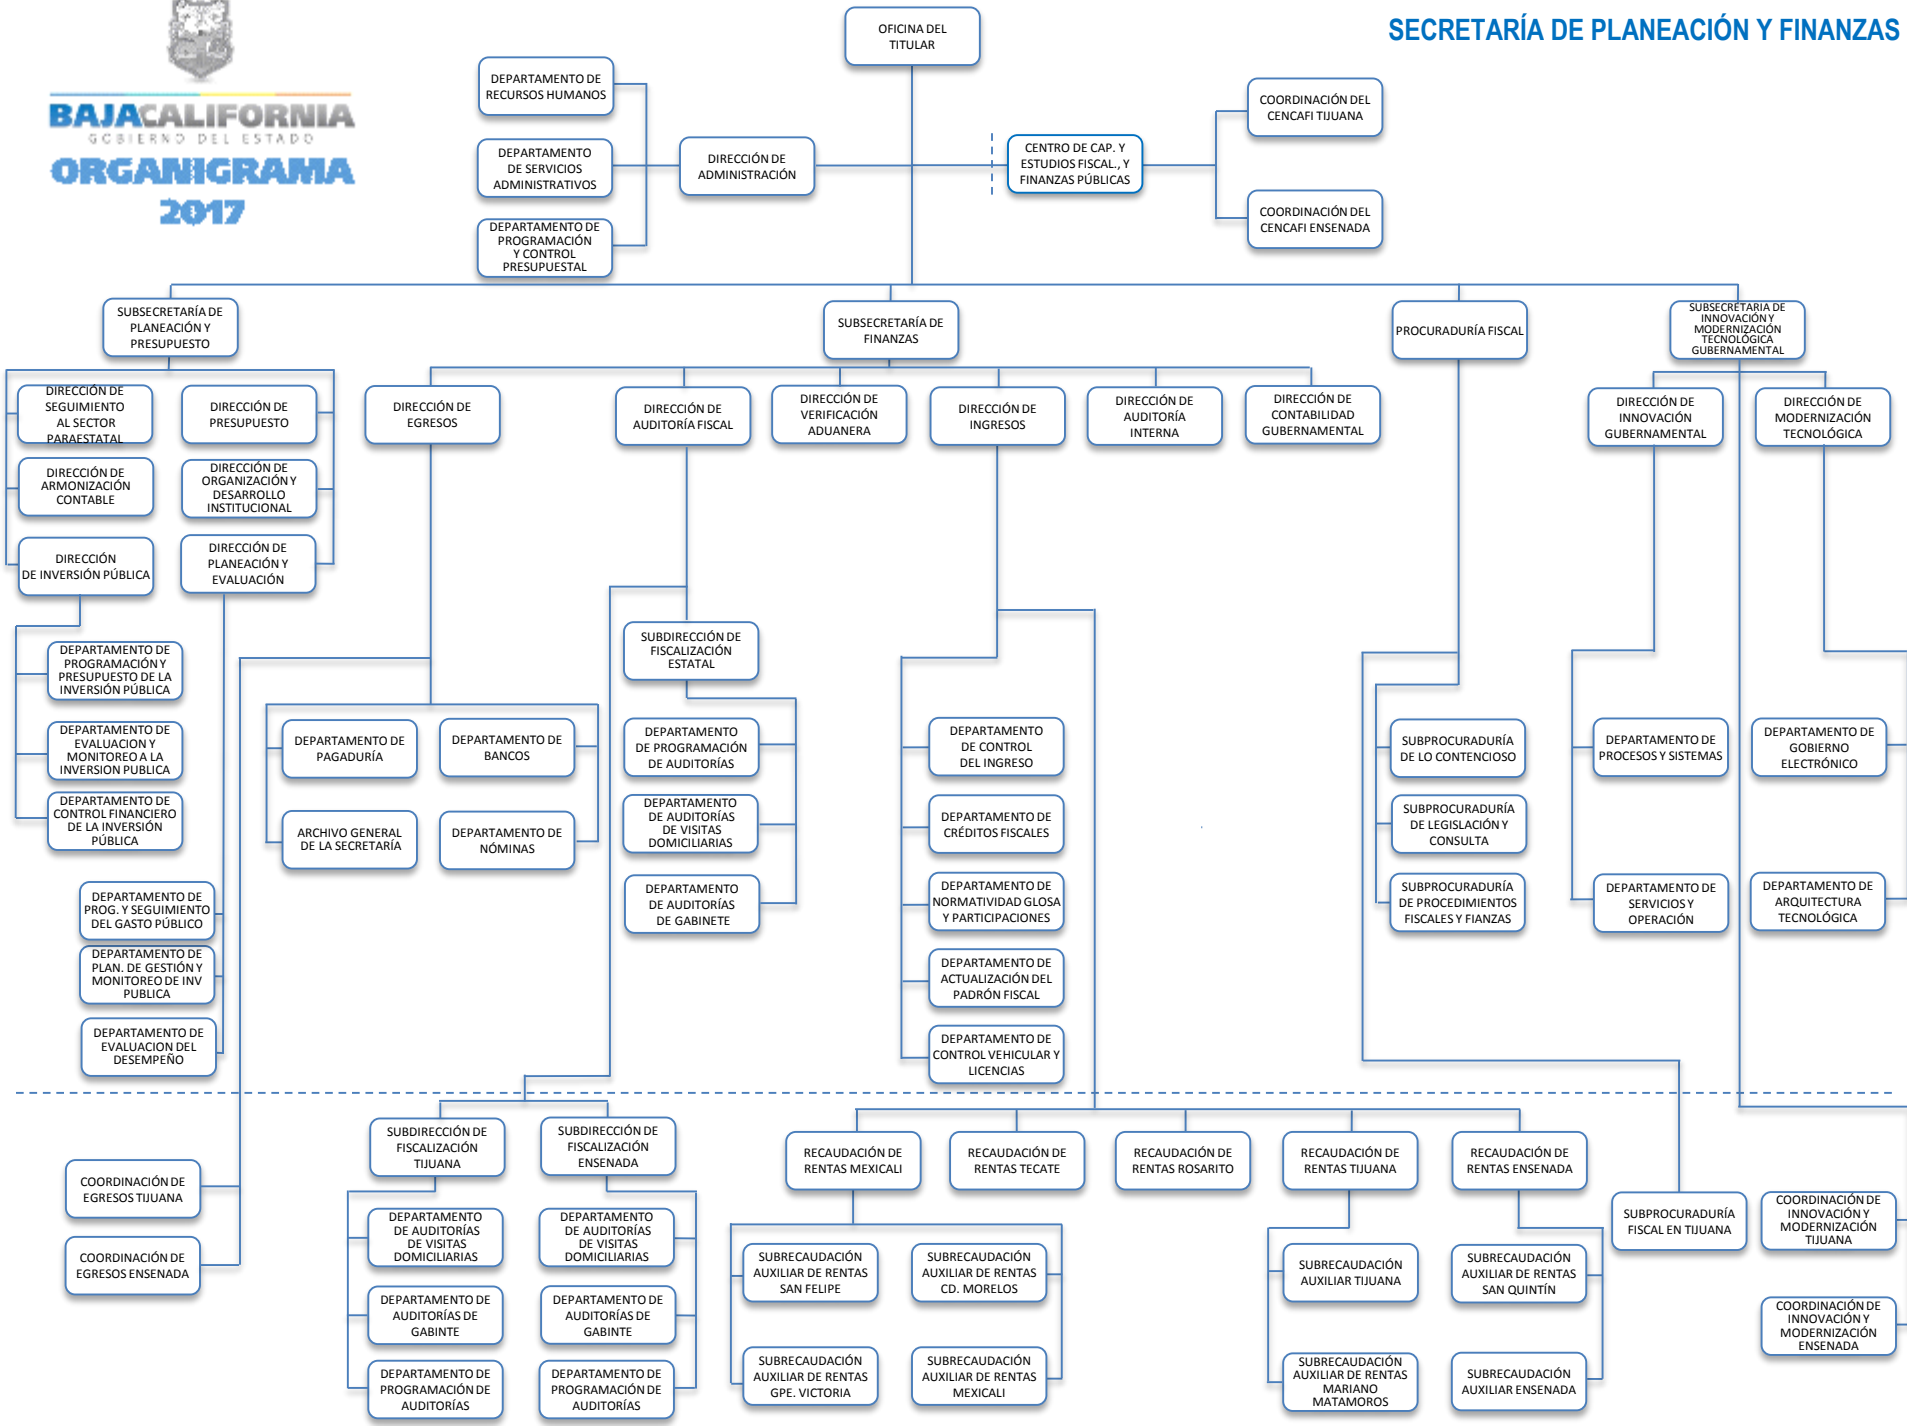 SECRETARÍA DE PLANEACIÓN Y FINANZAS
BAJACALIFORNIA
GOBIERNO DEL ESTADO
ORGANIGRAMA
2017
OFICINA DEL
TITULAR
DEPARTAMENTO DE
RECURSOS HUMANOS
DEPARTAMENTO
DE SERVICIOS
ADMINISTRATIVOS
DEPARTAMENTO DE
PROGRAMACIÓN
Y CONTROL
PRESUPUESTAL
DIRECCIÓN DE
ADMINISTRACIÓN
CENTRO DE CAP. Y
ESTUDIOS FISCAL., Y
FINANZAS PÚBLICAS
COORDINACIÓN DEL
CENCAFI TIJUANA
COORDINACIÓN DEL
CENCAFI ENSENADA
SUBSECRETARÍA DE
PLANEACIÓN Y
PRESUPUESTO
SUBSECRETARÍA DE
FINANZAS
PROCURADURÍA FISCAL
SUBSECRETARIA DE
INNOVACIÓN Y
MODERNIZACIÓN
TECNOLÓGICA
GUBERNAMENTAL
DIRECCIÓN DE
SEGUIMIENTO
AL SECTOR
PARAESTATAL
DIRECCIÓN DE
PRESUPUESTO
DIRECCIÓN DE
EGRESOS
DIRECCIÓN DE
AUDITORÍA FISCAL
DIRECCIÓN DE
VERIFICACIÓN
ADUANERA
DIRECCIÓN DE
INGRESOS
DIRECCIÓN DE
AUDITORÍA
INTERNA
DIRECCIÓN DE
CONTABILIDAD
GUBERNAMENTAL
DIRECCIÓN DE
INNOVACIÓN
GUBERNAMENTAL
DIRECCIÓN DE
MODERNIZACIÓN
TECNOLÓGICA
DIRECCIÓN DE
ARMONIZACIÓN
CONTABLE
DIRECCIÓN DE
ORGANIZACIÓN Y
DESARROLLO
INSTITUCIONAL
DIRECCIÓN
DE INVERSIÓN PÚBLICA
DIRECCIÓN DE
PLANEACIÓN Y
EVALUACIÓN
DEPARTAMENTO DE
PROGRAMACIÓN Y
PRESUPUESTO DE LA
INVERSIÓN PÚBLICA
DEPARTAMENTO DE
EVALUACION Y
MONITOREO A LA
INVERSION PUBLICA
DEPARTAMENTO DE
CONTROL FINANCIERO
DE LA INVERSIÓN
PÚBLICA
DEPARTAMENTO DE
PROG. Y SEGUIMIENTO
DEL GASTO PÚBLICO
DEPARTAMENTO DE
PLAN. DE GESTIÓN Y
MONITOREO DE INV
PUBLICA
DEPARTAMENTO DE
EVALUACION DEL
DESEMPEÑO
DEPARTAMENTO DE
PAGADURÍA
DEPARTAMENTO DE
BANCOS
ARCHIVO GENERAL
DE LA SECRETARÍA
DEPARTAMENTO DE
NÓMINAS
SUBDIRECCIÓN DE
FISCALIZACIÓN
ESTATAL
DEPARTAMENTO
DE PROGRAMACIÓN
DE AUDITORÍAS
DEPARTAMENTO
DE AUDITORÍAS
DE VISITAS
DOMICILIARIAS
DEPARTAMENTO
DE AUDITORÍAS
DE GABINETE
DEPARTAMENTO
DE CONTROL
DEL INGRESO
DEPARTAMENTO DE
CRÉDITOS FISCALES
DEPARTAMENTO DE
NORMATIVIDAD GLOSA
Y PARTICIPACIONES
DEPARTAMENTO DE
ACTUALIZACIÓN DEL
PADRÓN FISCAL
DEPARTAMENTO DE
CONTROL VEHICULAR Y
LICENCIAS
SUBPROCURADURÍA
DE LO CONTENCIOSO
SUBPROCURADURÍA
DE LEGISLACIÓN Y
CONSULTA
SUBPROCURADURÍA
DE PROCEDIMIENTOS
FISCALES Y FIANZAS
DEPARTAMENTO DE
PROCESOS Y SISTEMAS
DEPARTAMENTO DE
GOBIERNO
ELECTRÓNICO
DEPARTAMENTO DE
SERVICIOS Y
OPERACIÓN
DEPARTAMENTO DE
ARQUITECTURA
TECNOLÓGICA
COORDINACIÓN DE
EGRESOS TIJUANA
COORDINACIÓN DE
EGRESOS ENSENADA
SUBDIRECCIÓN DE
FISCALIZACIÓN
TIJUANA
SUBDIRECCIÓN DE
FISCALIZACIÓN
ENSENADA
DEPARTAMENTO
DE AUDITORÍAS
DE VISITAS
DOMICILIARIAS
DEPARTAMENTO
DE AUDITORÍAS
DE VISITAS
DOMICILIARIAS
DEPARTAMENTO DE
AUDITORÍAS DE
GABINTE
DEPARTAMENTO DE
AUDITORÍAS DE
GABINTE
DEPARTAMENTO DE
PROGRAMACIÓN DE
AUDITORÍAS
DEPARTAMENTO DE
PROGRAMACIÓN DE
AUDITORÍAS
RECAUDACIÓN DE
RENTAS MEXICALI
RECAUDACIÓN DE
RENTAS TECATE
RECAUDACIÓN DE
RENTAS ROSARITO
RECAUDACIÓN DE
RENTAS TIJUANA
RECAUDACIÓN DE
RENTAS ENSENADA
SUBRECAUDACIÓN
AUXILIAR DE RENTAS
SAN FELIPE
SUBRECAUDACIÓN
AUXILIAR DE RENTAS
CD. MORELOS
SUBRECAUDACIÓN
AUXILIAR DE RENTAS
GPE. VICTORIA
SUBRECAUDACIÓN
AUXILIAR DE RENTAS
MEXICALI
SUBRECAUDACIÓN
AUXILIAR TIJUANA
SUBRECAUDACIÓN
AUXILIAR DE RENTAS
MARIANO
MATAMOROS
SUBRECAUDACIÓN
AUXILIAR DE RENTAS
SAN QUINTÍN
SUBRECAUDACIÓN
AUXILIAR ENSENADA
SUBPROCURADURÍA
FISCAL EN TIJUANA
COORDINACIÓN DE
INNOVACIÓN Y
MODERNIZACIÓN
TIJUANA
COORDINACIÓN DE
INNOVACIÓN Y
MODERNIZACIÓN
ENSENADA